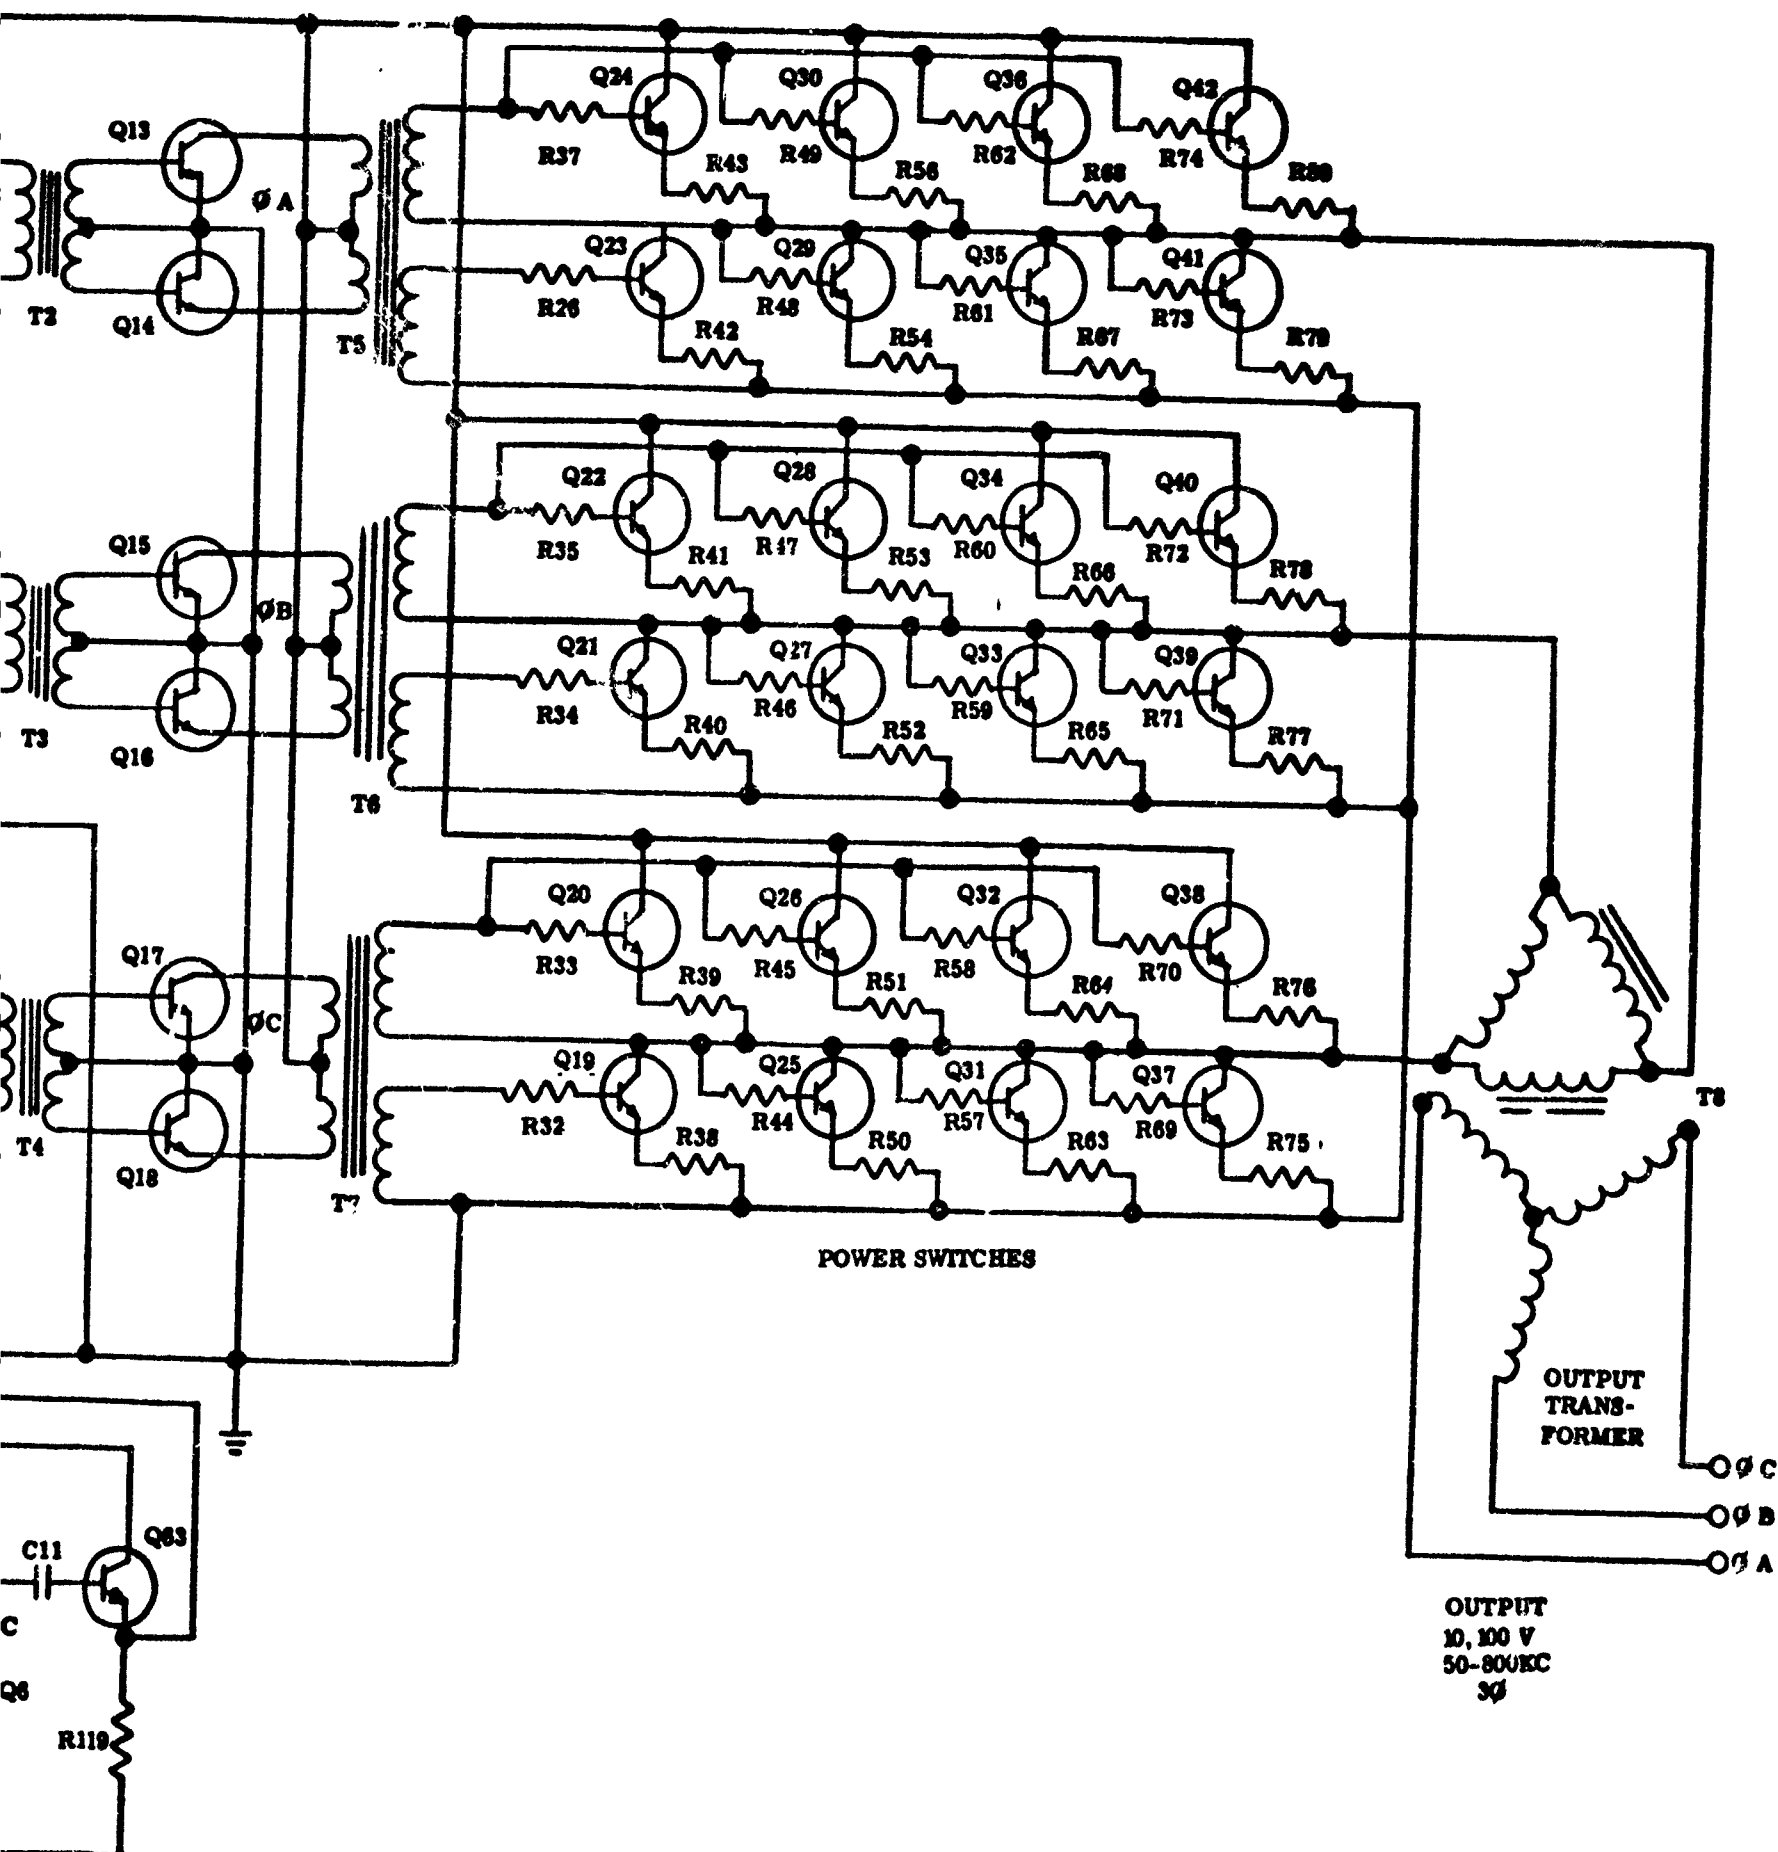 Q24 Q30 Q36 Q42
Q13
R37 R43 R49 R56 R62 R68 R74
Ø A
Q23 Q29 Q35 Q41
T2 Q14 T5
R26 R42 R48 R54 R61 R67 R73 R79
Q22 Q28 Q34 Q40
Q15
R35 R41 R47 R53 R60 R66 R72 R78
ØB
Q21 Q27 Q33 Q39
T3 Q16 T6
R34 R40 R46 R52 R59 R65 R71 R77
Q20 Q26 Q32 Q38
Q17
R33 R39 R45 R51 R58 R64 R70 R76
ØC
Q19 Q25 Q31 Q37
T4 Q18 T7
R32 R38 R44 R50 R57 R63 R69 R75
T8
POWER SWITCHES
OUTPUT
TRANS-
FORMER
Ø C
Ø B
Ø A
C11 Q63
C
Q6
R119
OUTPUT
10, 100 V
50-800KC
3Ø